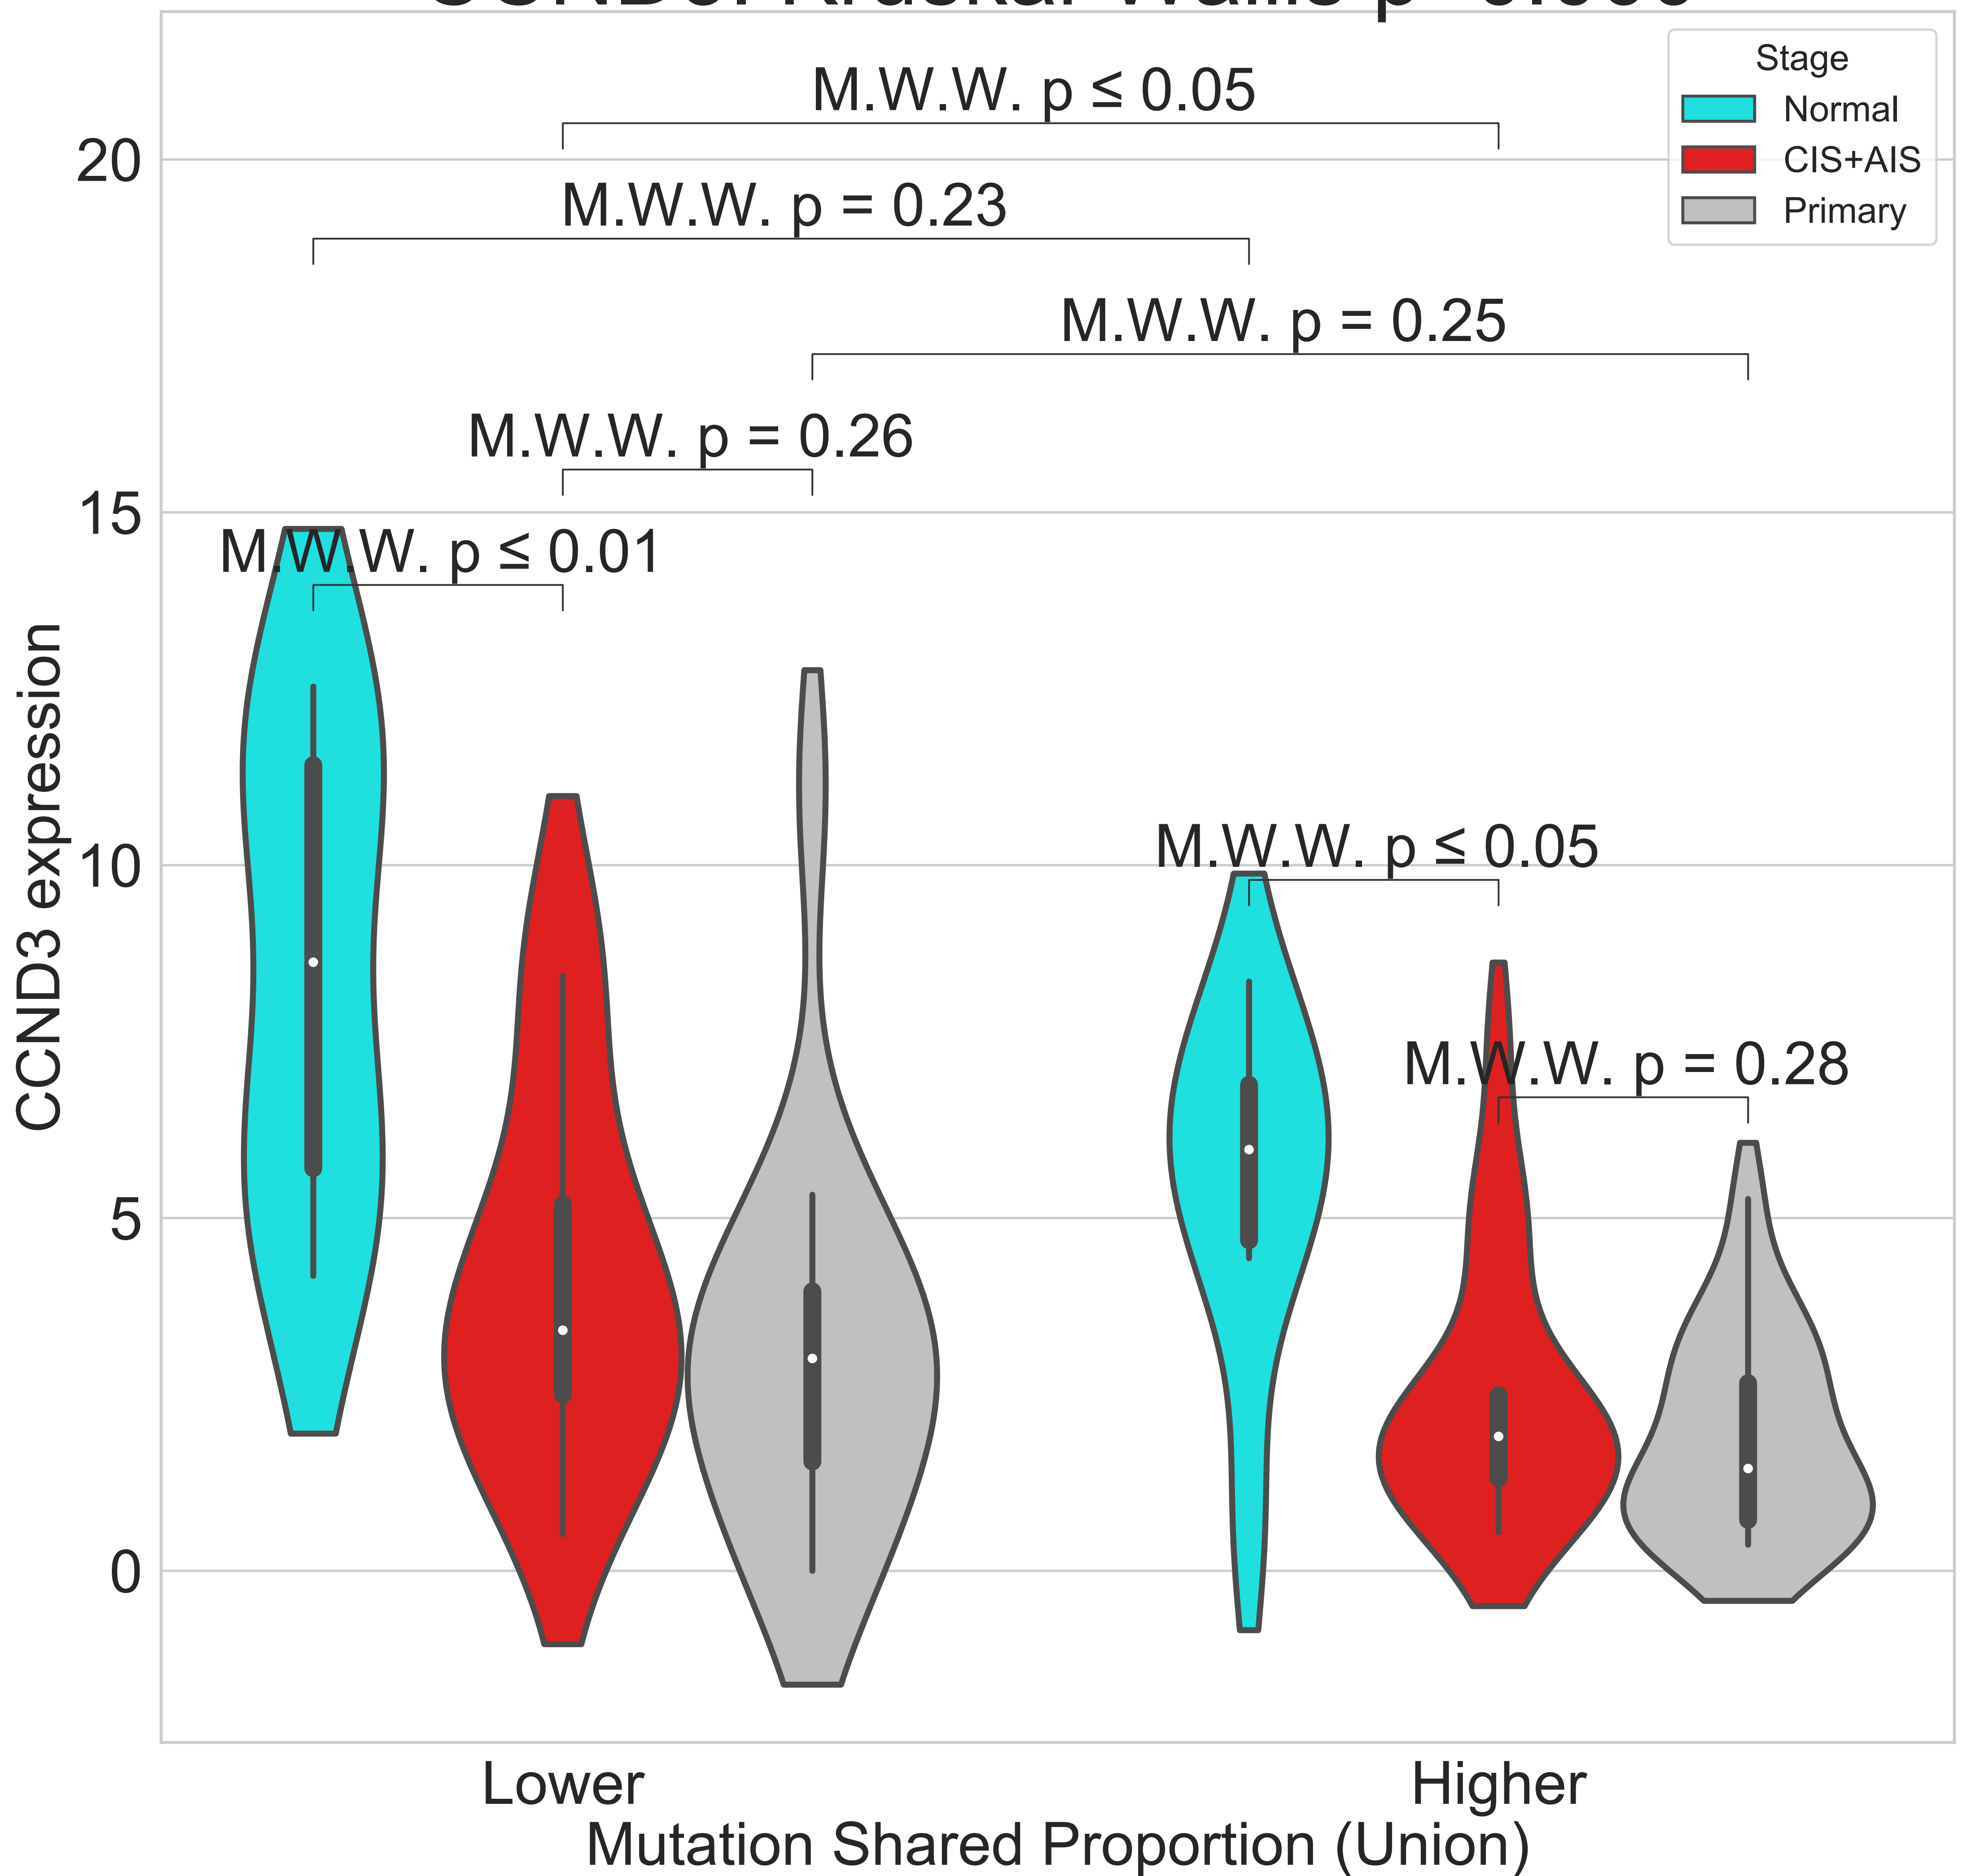 Stage
Normal
CIS+AIS
Primary
M.W.W. p ≤ 0.05
M.W.W. p = 0.23
M.W.W. p = 0.25
M.W.W. p = 0.26
M.W.W. p ≤ 0.01
M.W.W. p ≤ 0.05
M.W.W. p = 0.28
20
15
10
5
0
CCND3 expression
Lower
Higher
Mutation Shared Proportion (Union)